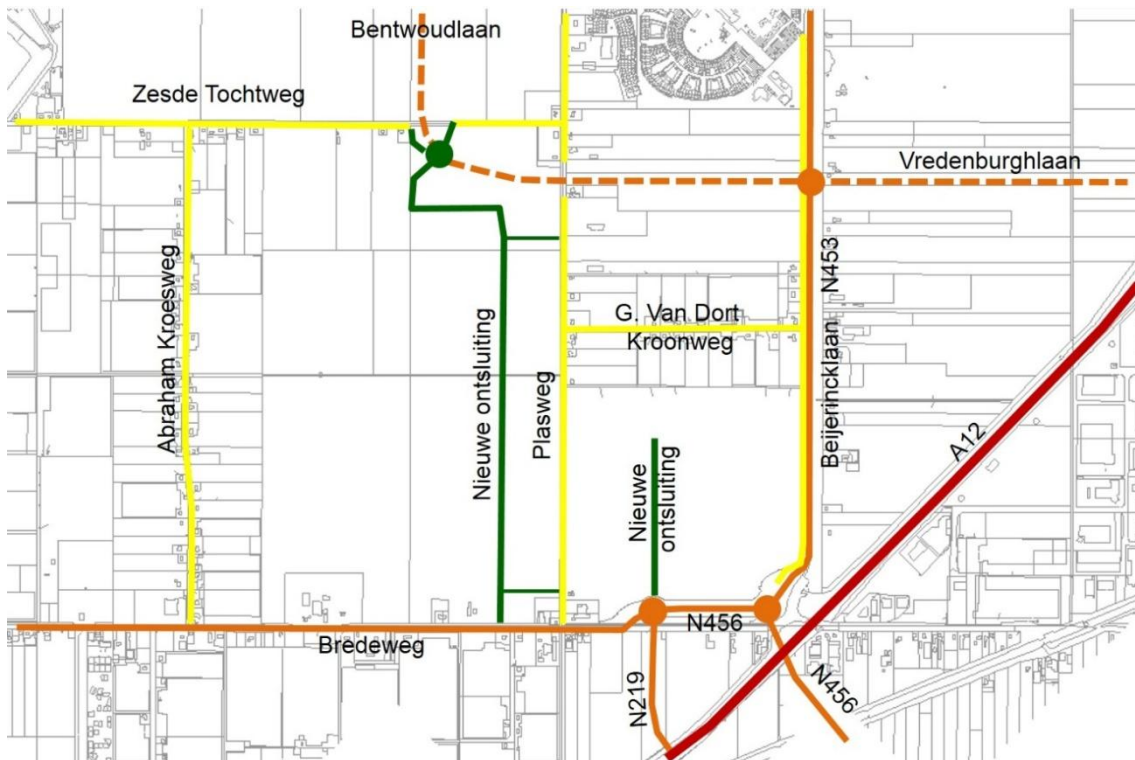 Bentwoudlaan
Zesde Tochtweg
Vredenburghlaan
Abraham Kroesweg
Nieuwe ontsluiting
Plasweg
G. Van Dort
Kroonweg
N453
Beijerincklaan
A12
Nieuwe
ontsluiting
N456
Bredeweg
N219
N456